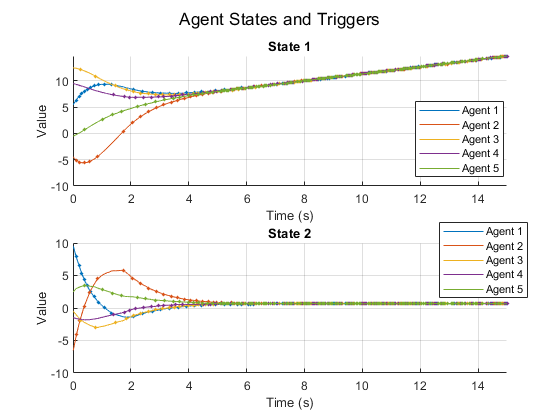 Agent States and Triggers
State 1
10
5
0
-5
-10
Value
0 2 4 6 8 10 12 14
Time (s)
Agent 1
Agent 2
Agent 3
Agent 4
Agent 5
State 2
10
5
0
-5
-10
Value
0 2 4 6 8 10 12 14
Time (s)
Agent 1
Agent 2
Agent 3
Agent 4
Agent 5